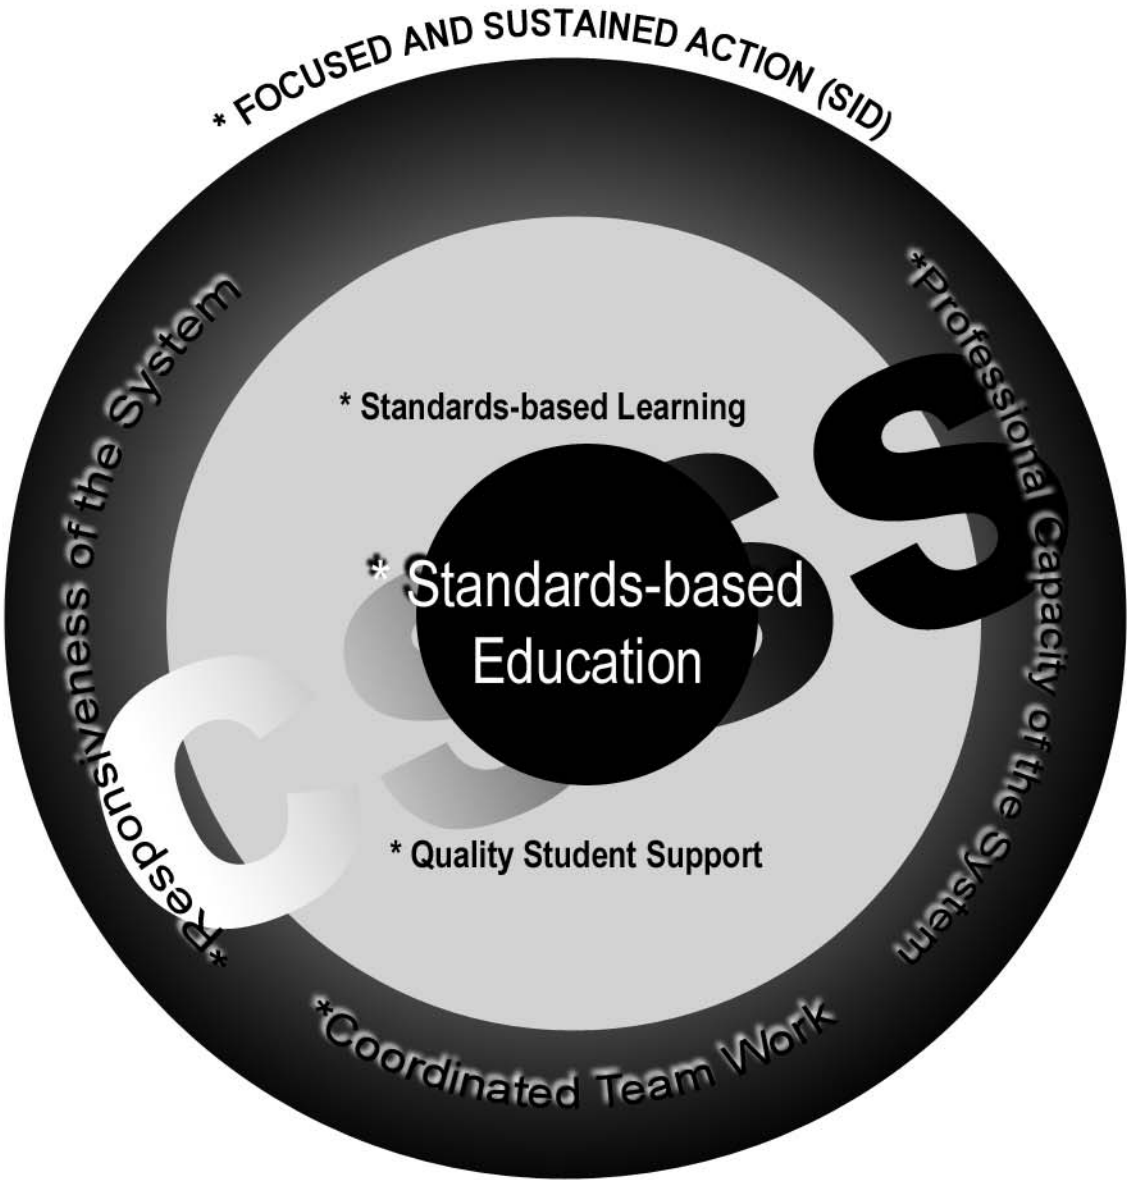 * FOCUSED AND SUSTAINED ACTION (SID)
*Professional Capacity of the System
* Standards-based Learning
* Standards-based
Education
CSSS
* Quality Student Support
*Responsiveness of the System
*Coordinated Team Work